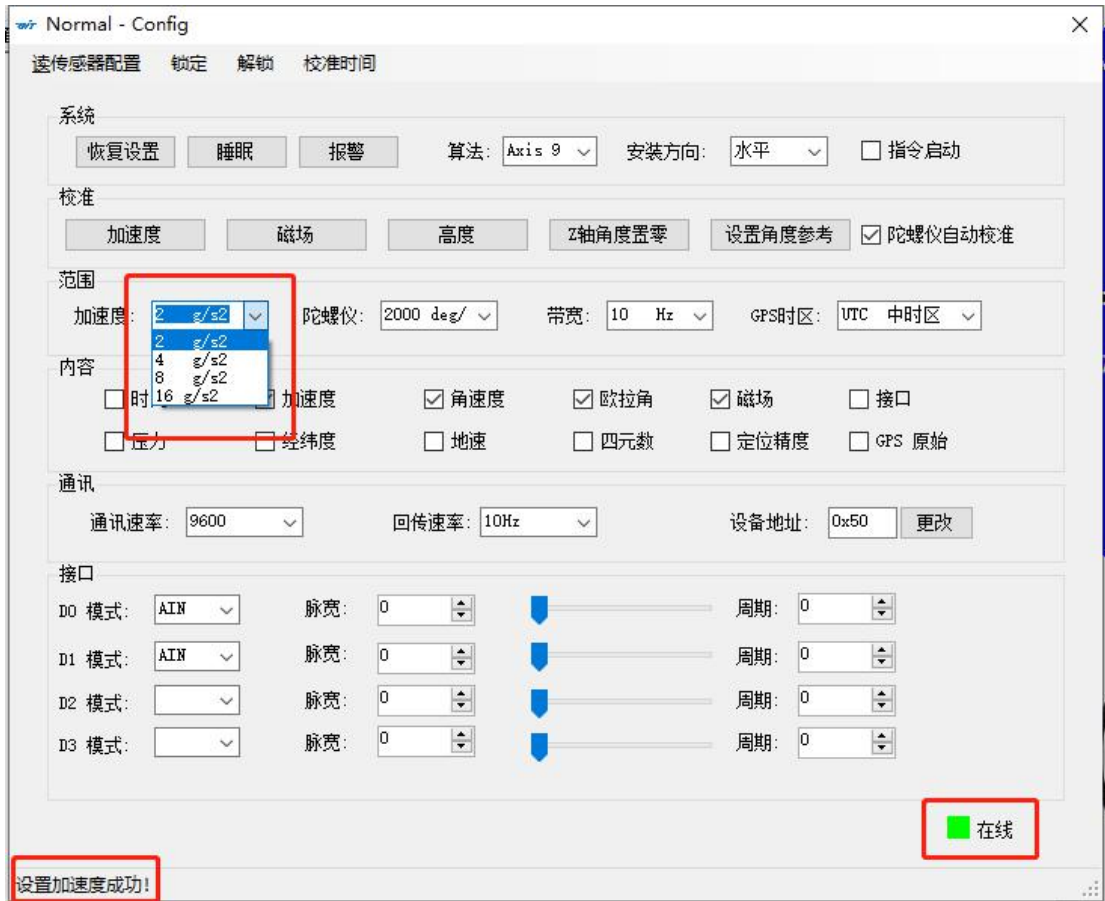 Normal - Config
读传感器配置 锁定 解锁 校准时间
系统
恢复设置 睡眠 报警 算法: Axis 9 安装方向: 水平 指令启动
校准
加速度 磁场 高度 Z轴角度置零 设置角度参考 陀螺仪自动校准
范围
加速度: 2 g/s2 陀螺仪: 2000 deg/ 带宽: 10 Hz GPS时区: UTC 中时区
2 g/s2
4 g/s2
8 g/s2
16 g/s2
内容
时 加速度 角速度 欧拉角 磁场 接口
压力 经纬度 地速 四元数 定位精度 GPS 原始
通讯
通讯速率: 9600 回传速率: 10Hz 设备地址: 0x50 更改
接口
D0 模式: AIN 脉宽: 0 周期: 0
D1 模式: AIN 脉宽: 0 周期: 0
D2 模式: 脉宽: 0 周期: 0
D3 模式: 脉宽: 0 周期: 0
在线
设置加速度成功!